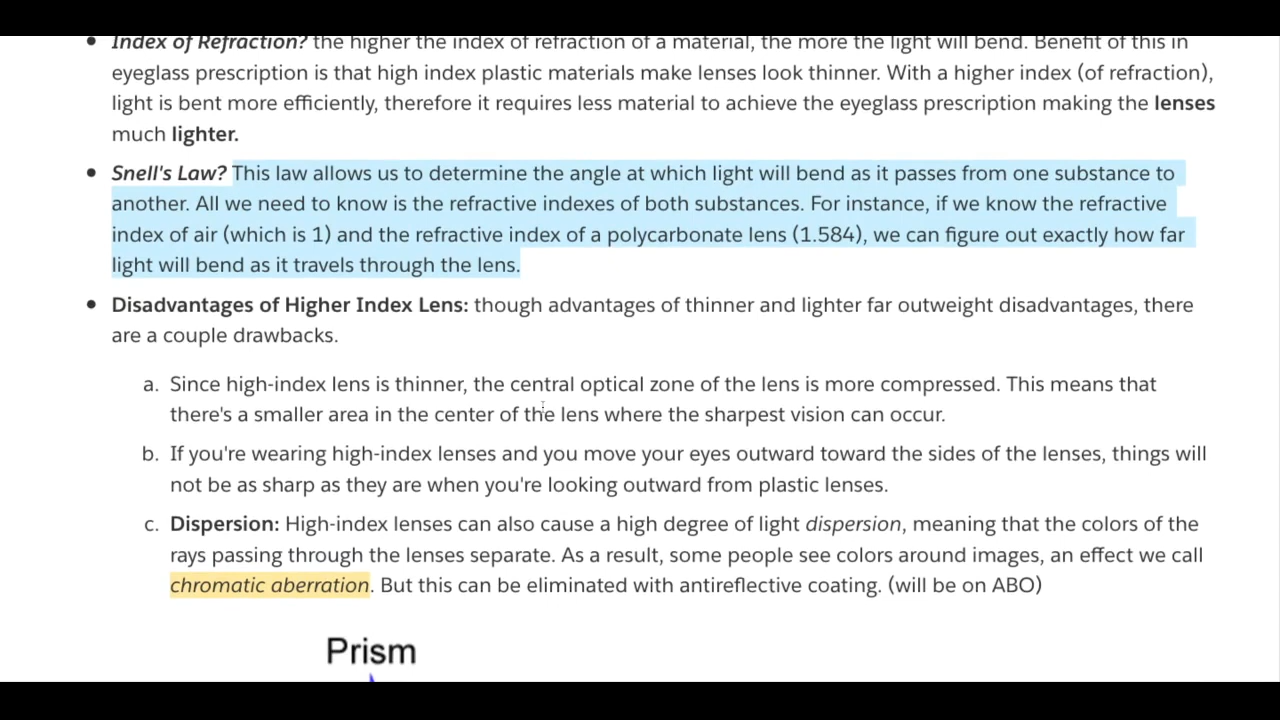 • Index of Refraction? the higher the index of refraction of a material, the more the light will bend. Benefit of this in
eyeglass prescription is that high index plastic materials make lenses look thinner. With a higher index (of refraction),
light is bent more efficiently, therefore it requires less material to achieve the eyeglass prescription making the lenses
much lighter.
• Snell's Law? This law allows us to determine the angle at which light will bend as it passes from one substance to
another. All we need to know is the refractive indexes of both substances. For instance, if we know the refractive
index of air (which is 1) and the refractive index of a polycarbonate lens (1.584), we can figure out exactly how far
light will bend as it travels through the lens.
• Disadvantages of Higher Index Lens: though advantages of thinner and lighter far outweight disadvantages, there
are a couple drawbacks.
a. Since high-index lens is thinner, the central optical zone of the lens is more compressed. This means that
there's a smaller area in the center of the lens where the sharpest vision can occur.
b. If you're wearing high-index lenses and you move your eyes outward toward the sides of the lenses, things will
not be as sharp as they are when you're looking outward from plastic lenses.
c. Dispersion: High-index lenses can also cause a high degree of light dispersion, meaning that the colors of the
rays passing through the lenses separate. As a result, some people see colors around images, an effect we call
chromatic aberration. But this can be eliminated with antireflective coating. (will be on ABO)
Prism